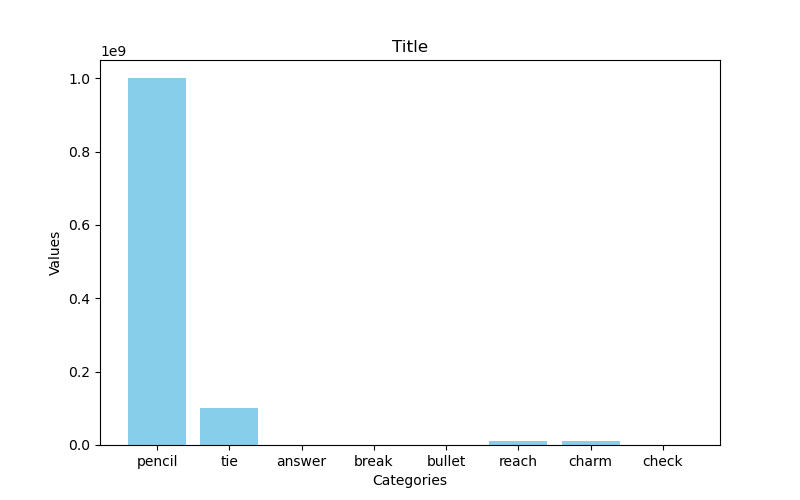 Title
1e9
1.0
0.8
0.6
0.4
0.2
0.0
Values
pencil tie answer break bullet reach charm check
Categories